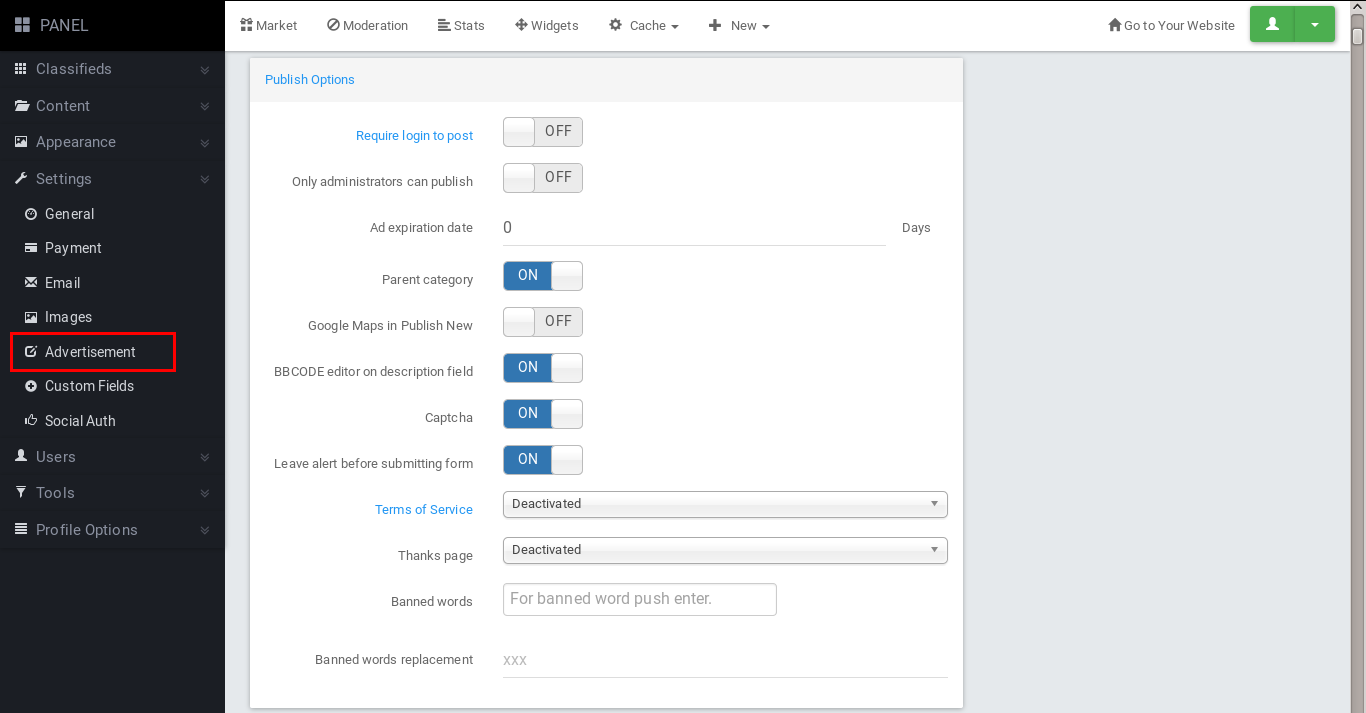 PANEL
Market
Moderation
Stats
Widgets
Cache
New
Go to Your Website
Classifieds
Content
Appearance
Settings
General
Payment
Email
Images
Advertisement
Custom Fields
Social Auth
Users
Tools
Profile Options
Publish Options
Require login to post OFF
Only administrators can publish OFF
Ad expiration date 0 Days
Parent category ON
Google Maps in Publish New OFF
BBCODE editor on description field ON
Captcha ON
Leave alert before submitting form ON
Terms of Service Deactivated
Thanks page Deactivated
Banned words For banned word push enter.
Banned words replacement xxx